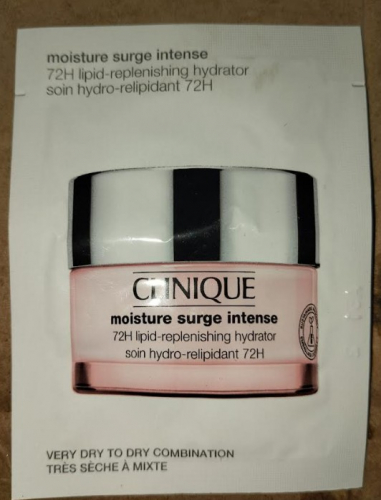 moisture surge intense
72H lipid-replenishing hydrator
soin hydro-relipidant 72H
CLINIQUE
moisture surge intense
72H lipid-replenishing hydrator
soin hydro-relipidant 72H
VERY DRY TO DRY COMBINATION
TRÈS SÈCHE À MIXTE